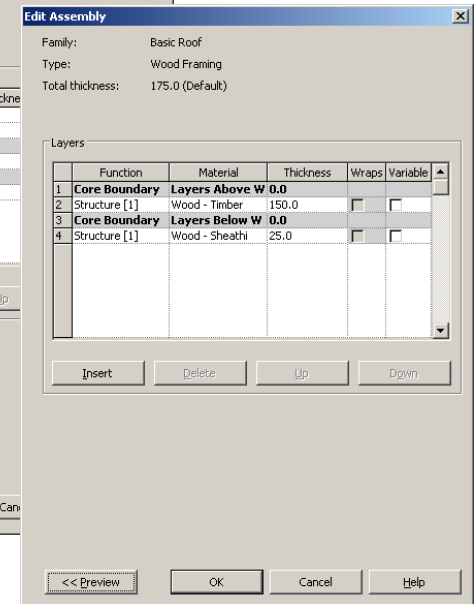 Edit Assembly
Family: Basic Roof
Type: Wood Framing
Total thickness: 175.0 (Default)
ckne
Layers
Function Material Thickness Wraps Variable
1 Core Boundary Layers Above W 0.0
2 Structure [1] Wood - Timber 150.0
3 Core Boundary Layers Below W 0.0
4 Structure [1] Wood - Sheathi 25.0
lp
Insert Delete Up Down
Can
<< Preview OK Cancel Help